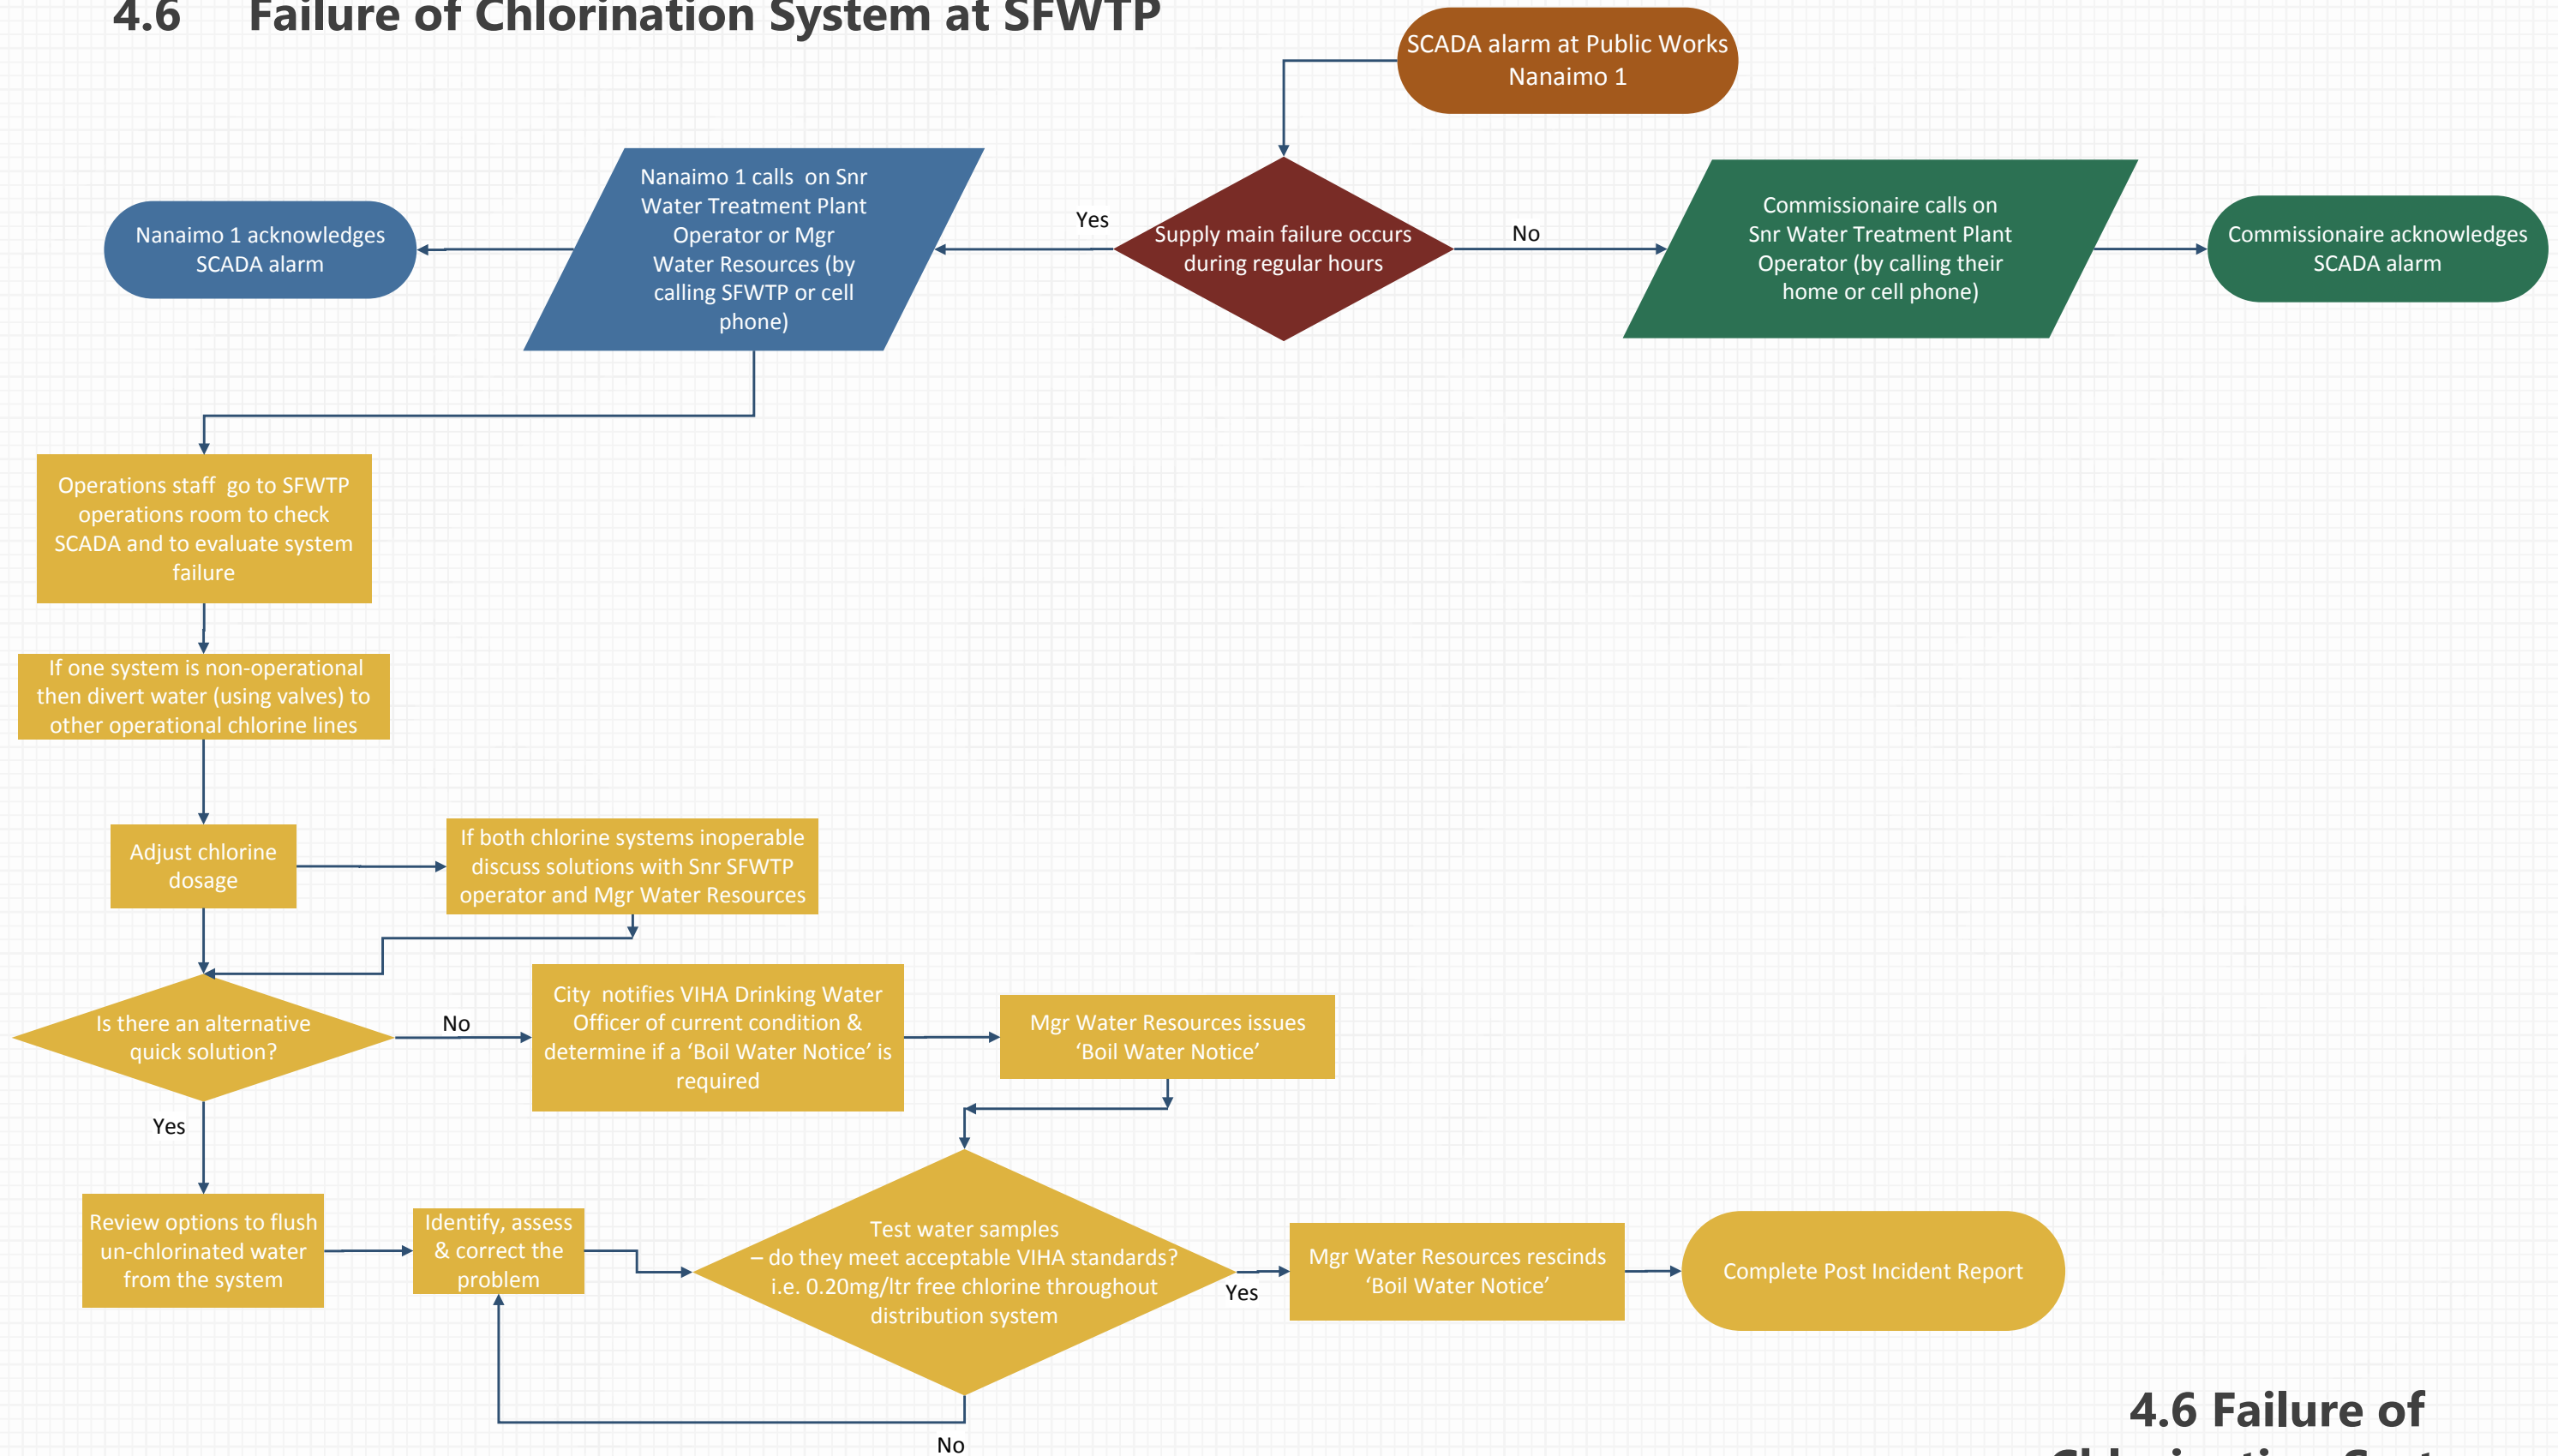 4.6 Failure of Chlorination System at SFWTP
SCADA alarm at Public Works
Nanaimo 1
Nanaimo 1 acknowledges
SCADA alarm
Nanaimo 1 calls on Snr
Water Treatment Plant
Operator or Mgr
Water Resources (by
calling SFWTP or cell
phone)
Yes
Supply main failure occurs
during regular hours
No
Commissionaire calls on
Snr Water Treatment Plant
Operator (by calling their
home or cell phone)
Commissionaire acknowledges
SCADA alarm
Operations staff go to SFWTP
operations room to check
SCADA and to evaluate system
failure
If one system is non-operational
then divert water (using valves) to
other operational chlorine lines
Adjust chlorine
dosage
If both chlorine systems inoperable
discuss solutions with Snr SFWTP
operator and Mgr Water Resources
Is there an alternative
quick solution?
No
City notifies VIHA Drinking Water
Officer of current condition &
determine if a ‘Boil Water Notice’ is
required
Mgr Water Resources issues
‘Boil Water Notice’
Yes
Review options to flush
un-chlorinated water
from the system
Identify, assess
& correct the
problem
Test water samples
– do they meet acceptable VIHA standards?
i.e. 0.20mg/ltr free chlorine throughout
distribution system
Yes
Mgr Water Resources rescinds
‘Boil Water Notice’
Complete Post Incident Report
No
4.6 Failure of